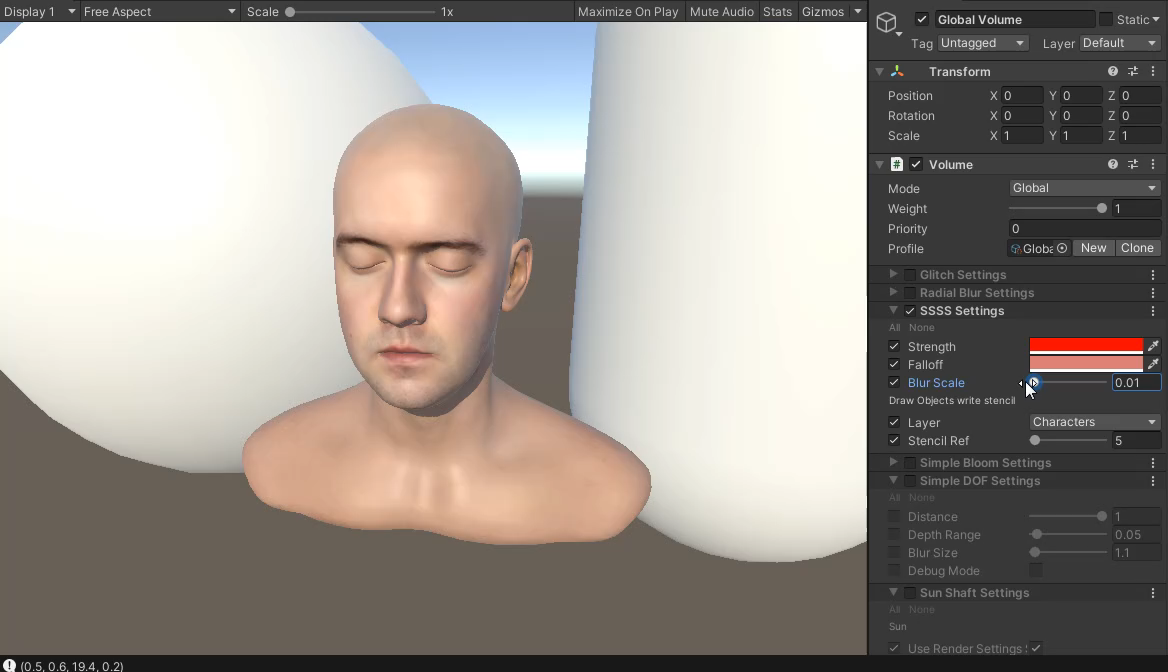 Display 1 Free Aspect Scale 1x Maximize On Play Mute Audio Stats Gizmos
Global Volume Static
Tag Untagged Layer Default
Transform
Position X 0 Y 0 Z 0
Rotation X 0 Y 0 Z 0
Scale X 1 Y 1 Z 1
# Volume
Mode Global
Weight 1
Priority 0
Profile Globa New Clone
Glitch Settings
Radial Blur Settings
SSSS Settings
All None
Strength
Falloff
Blur Scale 0.01
Draw Objects write stencil
Layer Characters
Stencil Ref 5
Simple Bloom Settings
Simple DOF Settings
All None
Distance 1
Depth Range 0.05
Blur Size 1.1
Debug Mode
Sun Shaft Settings
All None
Sun
Use Render Settings
(0.5, 0.6, 19.4, 0.2)